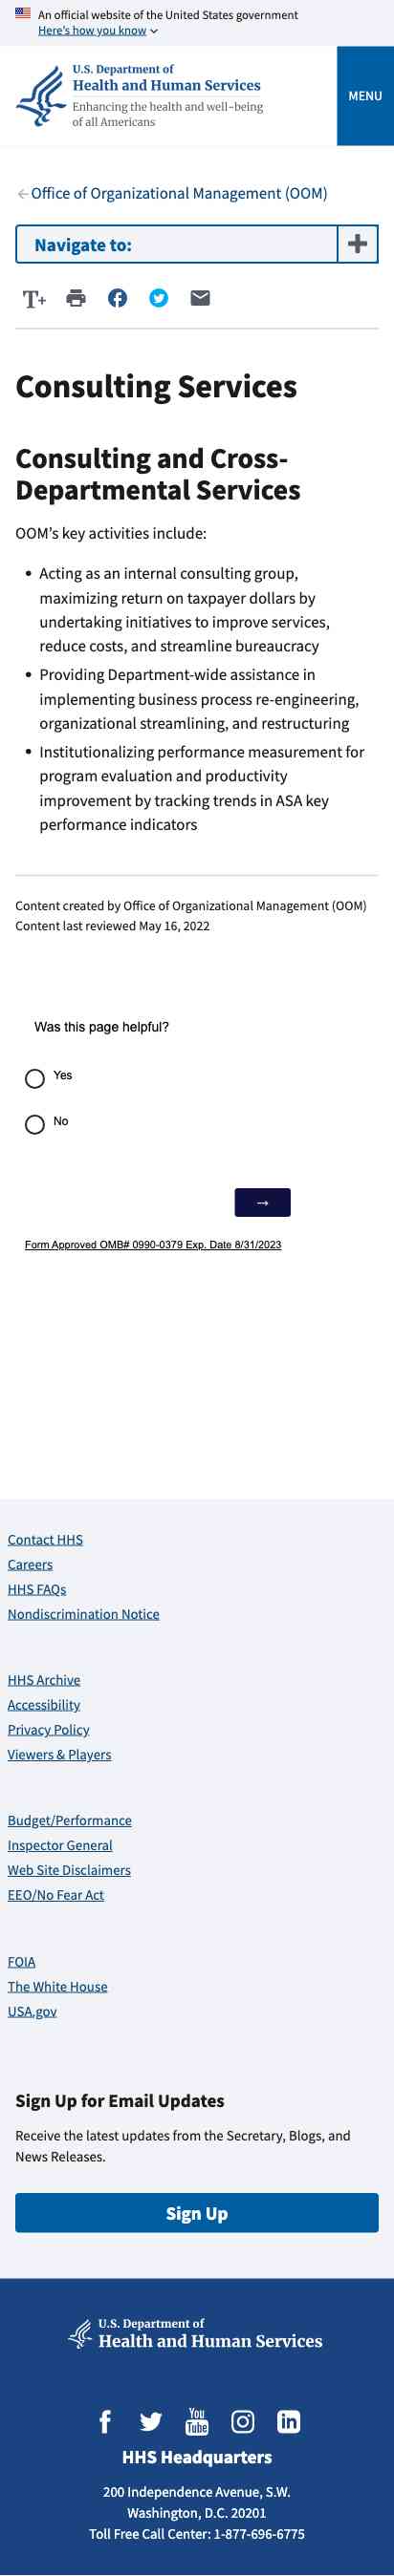 An official website of the United States government
Here's how you know
U.S. Department of
Health and Human Services
Enhancing the health and well-being
of all Americans
MENU
Office of Organizational Management (OOM)
Navigate to:
T+
Consulting Services
Consulting and Cross-
Departmental Services
OOM's key activities include:
• Acting as an internal consulting group,
maximizing return on taxpayer dollars by
undertaking initiatives to improve services,
reduce costs, and streamline bureaucracy
• Providing Department-wide assistance in
implementing business process re-engineering,
organizational streamlining, and restructuring
• Institutionalizing performance measurement for
program evaluation and productivity
improvement by tracking trends in ASA key
performance indicators
Content created by Office of Organizational Management (OOM)
Content last reviewed May 16, 2022
Was this page helpful?
Yes
No
→
Form Approved OMB# 0990-0379 Exp. Date 8/31/2023
Contact HHS
Careers
HHS FAQs
Nondiscrimination Notice
HHS Archive
Accessibility
Privacy Policy
Viewers & Players
Budget/Performance
Inspector General
Web Site Disclaimers
EEO/No Fear Act
FOIA
The White House
USA.gov
Sign Up for Email Updates
Receive the latest updates from the Secretary, Blogs, and
News Releases.
Sign Up
U.S. Department of
Health and Human Services
You
Tube
HHS Headquarters
200 Independence Avenue, S.W.
Washington, D.C. 20201
Toll Free Call Center: 1-877-696-6775